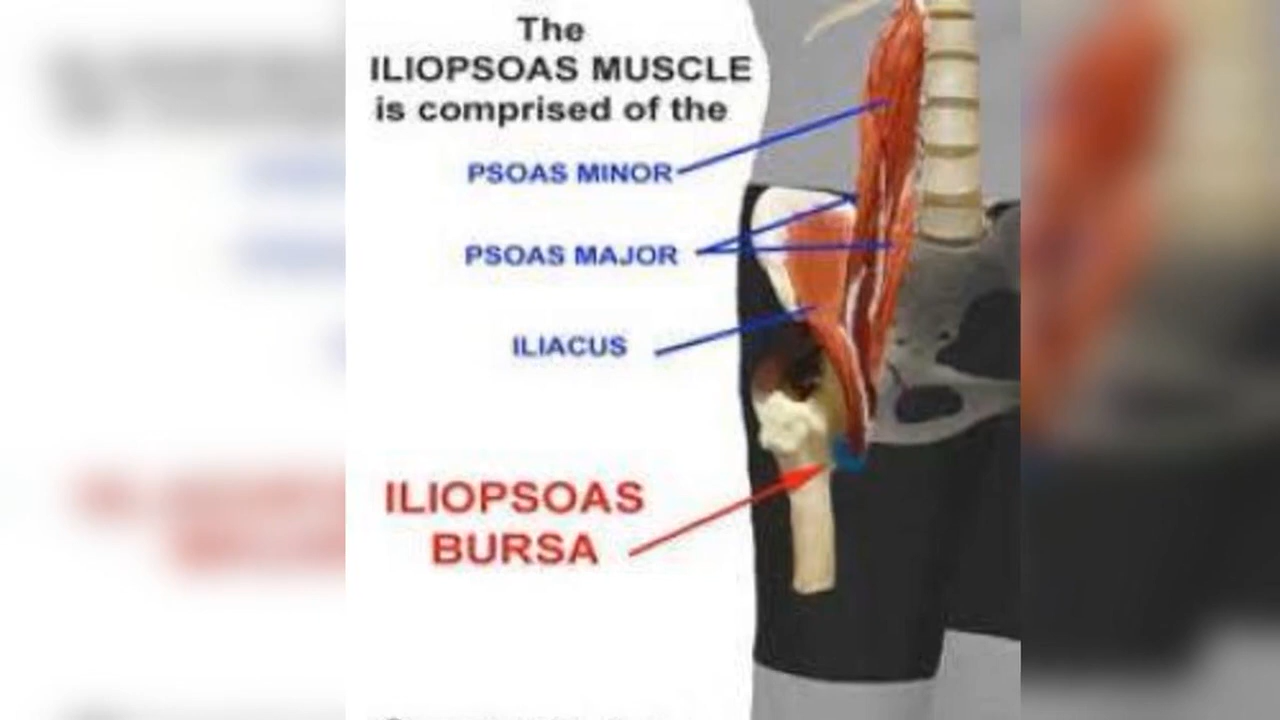 The
ILIOPSOAS MUSCLE
is comprised of the
PSOAS MINOR
PSOAS MAJOR
ILIACUS
ILIOPSOAS
BURSA